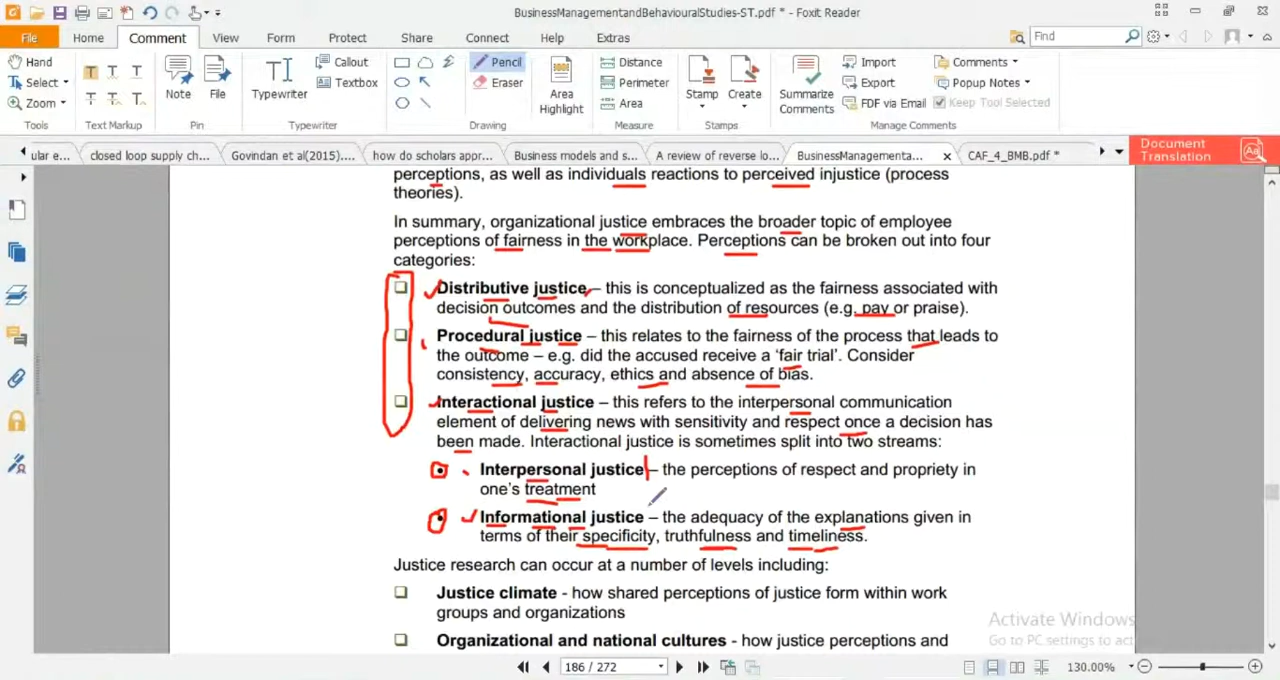 BusinessManagementandBehaviouralStudies-ST.pdf * - Foxit Reader
File Home Comment View Form Protect Share Connect Help Extras Find
Hand Select Zoom Tools
Text Markup
Note File Pin
Typewriter Callout Textbox Typewriter
Pencil Eraser Area Highlight Drawing
Distance Perimeter Area Measure
Stamp Create Stamps
Summarize Comments Import Export FDF via Email Comments Popup Notes Keep Tool Selected Manage Comments
ular e... closed loop supply ch... Govindan et al(2015).... how do scholars appr... Business models and s... A review of reverse lo... BusinessManagementa... CAF_4_BMB.pdf * Document Translation
perceptions, as well as individuals reactions to perceived injustice (process
theories).
In summary, organizational justice embraces the broader topic of employee
perceptions of fairness in the workplace. Perceptions can be broken out into four
categories:
Distributive justice – this is conceptualized as the fairness associated with
decision outcomes and the distribution of resources (e.g. pay or praise).
Procedural justice – this relates to the fairness of the process that leads to
the outcome – e.g. did the accused receive a ‘fair trial’. Consider
consistency, accuracy, ethics and absence of bias.
Interactional justice – this refers to the interpersonal communication
element of delivering news with sensitivity and respect once a decision has
been made. Interactional justice is sometimes split into two streams:
Interpersonal justice – the perceptions of respect and propriety in
one’s treatment
Informational justice – the adequacy of the explanations given in
terms of their specificity, truthfulness and timeliness.
Justice research can occur at a number of levels including:
Justice climate - how shared perceptions of justice form within work
groups and organizations
Organizational and national cultures - how justice perceptions and
Activate Windows
Go to PC settings to act
186 / 272 130.00%